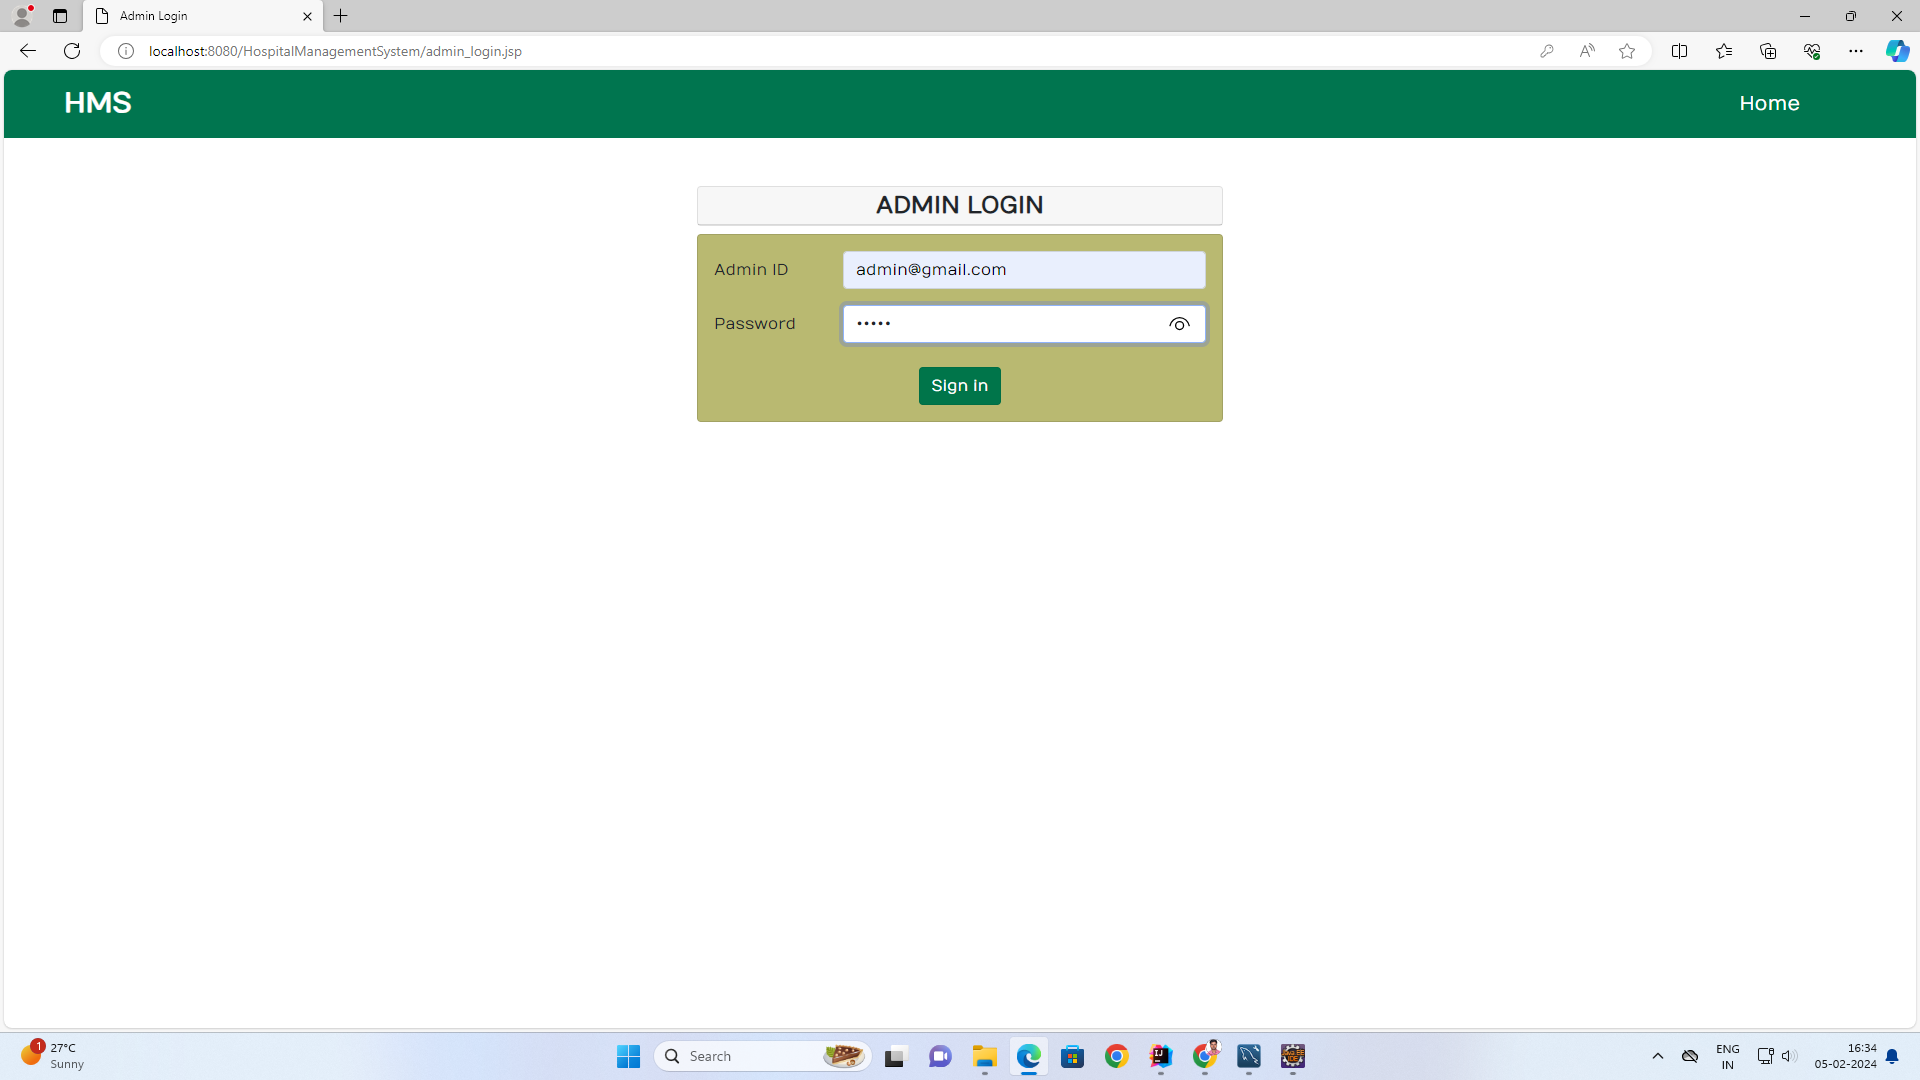 Admin Login
localhost:8080/HospitalManagementSystem/admin_login.jsp
HMS
Home
ADMIN LOGIN
Admin ID
admin@gmail.com
Password
•••••
Sign in
1
27°C
Sunny
Search
ENG
IN
16:34
05-02-2024